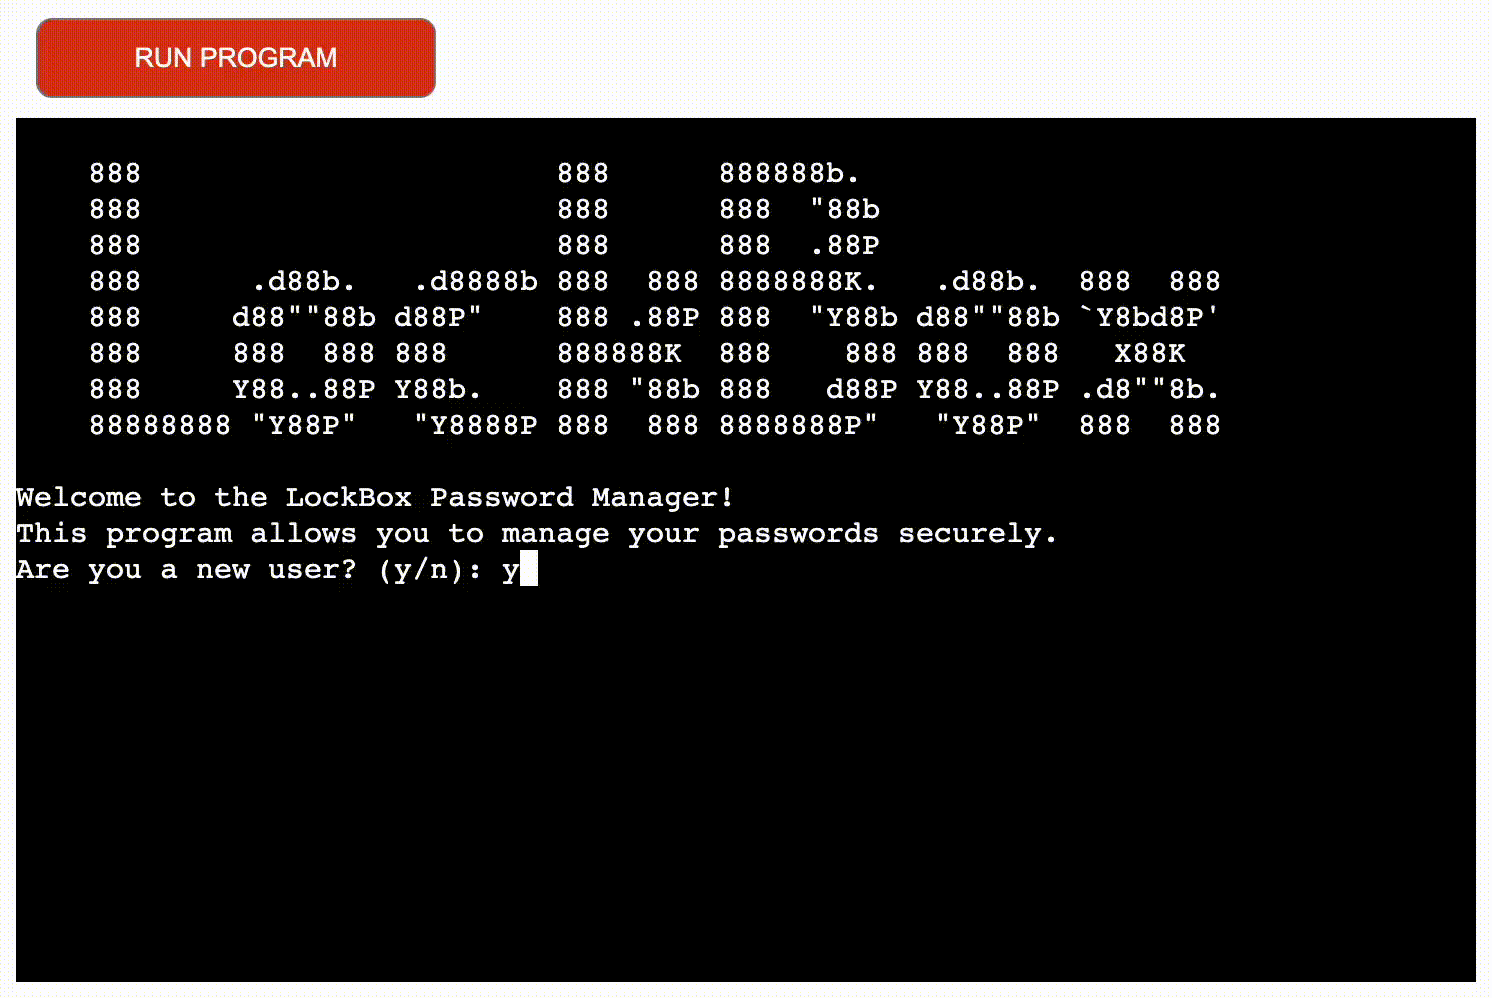 RUN PROGRAM
    888                       888      888888b.
    888                       888      888  "88b
    888                       888      888  .88P
    888      .d88b.   .d8888b 888  888 8888888K.   .d88b.  888  888
    888     d88""88b d88P"    888 .88P 888  "Y88b d88""88b `Y8bd8P'
    888     888  888 888      888888K  888    888 888  888   X88K
    888     Y88..88P Y88b.    888 "88b 888   d88P Y88..88P .d8""8b.
    88888888 "Y88P"   "Y8888P 888  888 8888888P"   "Y88P"  888  888
Welcome to the LockBox Password Manager!
This program allows you to manage your passwords securely.
Are you a new user? (y/n): y